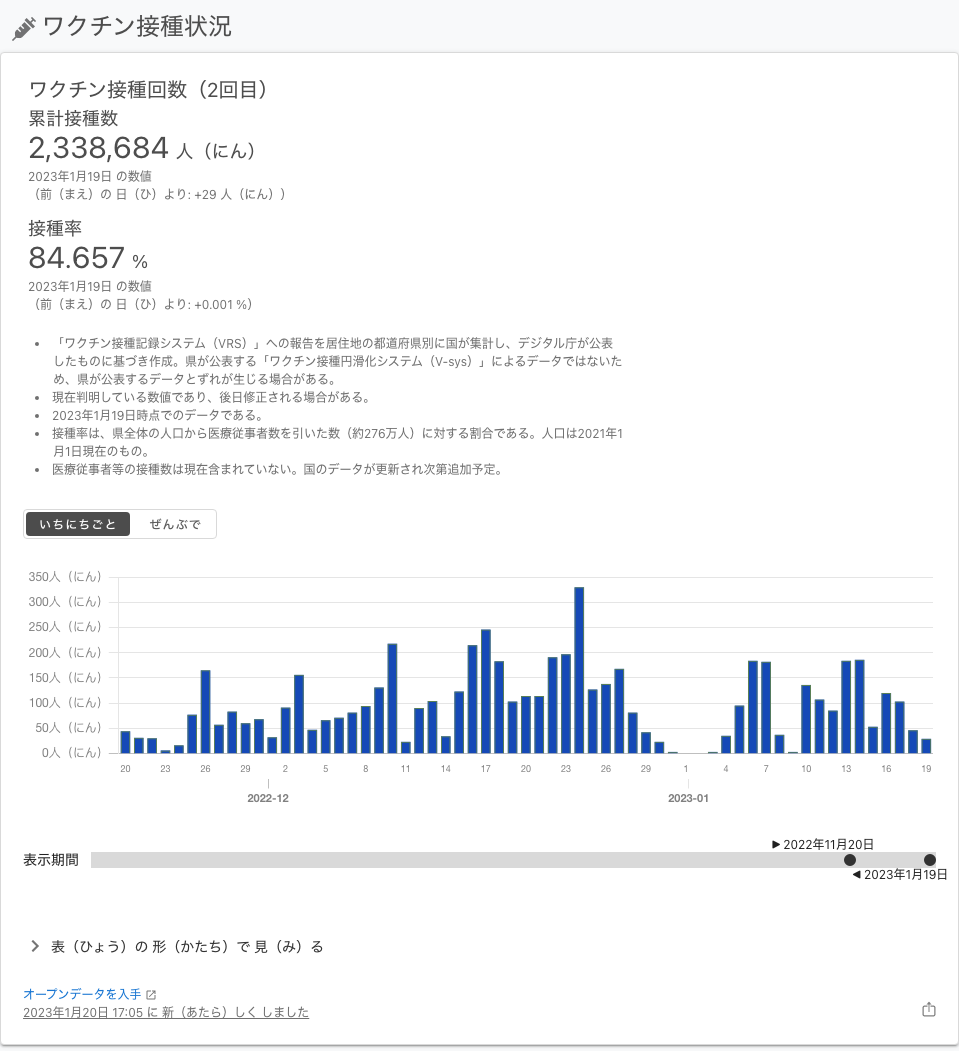 ワクチン接種状況
ワクチン接種回数（2回目）
累計接種数
2,338,684 人（にん）
2023年1月19日 の数値
（前（まえ）の 日（ひ）より: +29 人（にん））
接種率
84.657 %
2023年1月19日 の数値
（前（まえ）の 日（ひ）より: +0.001 %）
• 「ワクチン接種記録システム（VRS）」への報告を居住地の都道府県別に国が集計し、デジタル庁が公表
したものに基づき作成。県が公表する「ワクチン接種円滑化システム（V-sys）」によるデータではないた
め、県が公表するデータとずれが生じる場合がある。
• 現在判明している数値であり、後日修正される場合がある。
• 2023年1月19日時点でのデータである。
• 接種率は、県全体の人口から医療従事者数を引いた数（約276万人）に対する割合である。人口は2021年1
月1日現在のもの。
• 医療従事者等の接種数は現在含まれていない。国のデータが更新され次第追加予定。
いちにちごと ぜんぶで
350人（にん）
300人（にん）
250人（にん）
200人（にん）
150人（にん）
100人（にん）
50人（にん）
0人（にん）
20 23 26 29 2 5 8 11 14 17 20 23 26 29 1 4 7 10 13 16 19
2022-12 2023-01
▶ 2022年11月20日
表示期間
◀ 2023年1月19日
表（ひょう）の 形（かたち）で 見（み）る
オープンデータを入手
2023年1月20日 17:05 に 新（あたら）しく しました